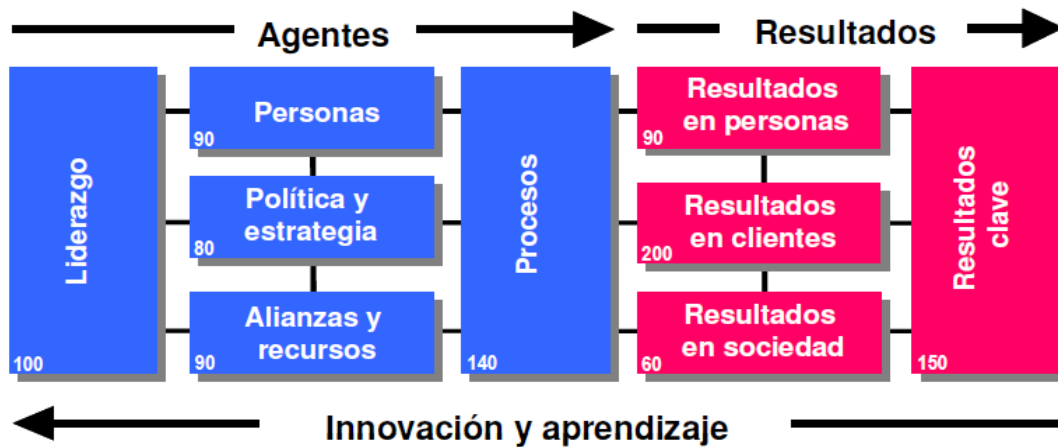 Agentes
Resultados
Liderazgo
100
Personas
90
Política y
estrategia
80
Alianzas y
recursos
90
Procesos
140
Resultados
en personas
90
Resultados
en clientes
200
Resultados
en sociedad
60
Resultados
clave
150
Innovación y aprendizaje